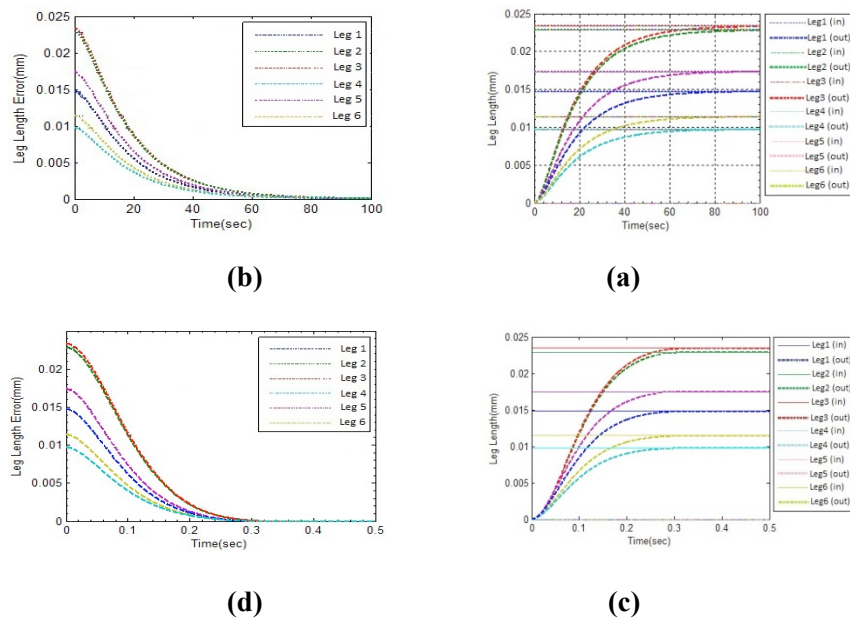 0.025
0.02
0.015
0.01
0.005
0
0 20 40 60 80 100
Leg Length Error(mm)
Time(sec)
Leg 1
Leg 2
Leg 3
Leg 4
Leg 5
Leg 6
(b)
0.025
0.02
0.015
0.01
0.005
0
0 20 40 60 80 100
Leg Length(mm)
Time(sec)
Leg1 (in)
Leg1 (out)
Leg2 (in)
Leg2 (out)
Leg3 (in)
Leg3 (out)
Leg4 (in)
Leg4 (out)
Leg5 (in)
Leg5 (out)
Leg6 (in)
Leg6 (out)
(a)
0.02
0.015
0.01
0.005
0
0 0.1 0.2 0.3 0.4 0.5
Leg Length Error(mm)
Time(sec)
Leg 1
Leg 2
Leg 3
Leg 4
Leg 5
Leg 6
(d)
0.025
0.02
0.015
0.01
0.005
0
0 0.1 0.2 0.3 0.4 0.5
Leg Length(mm)
Time(sec)
Leg1 (in)
Leg1 (out)
Leg2 (in)
Leg2 (out)
Leg3 (in)
Leg3 (out)
Leg4 (in)
Leg4 (out)
Leg5 (in)
Leg5 (out)
Leg6 (in)
Leg6 (out)
(c)